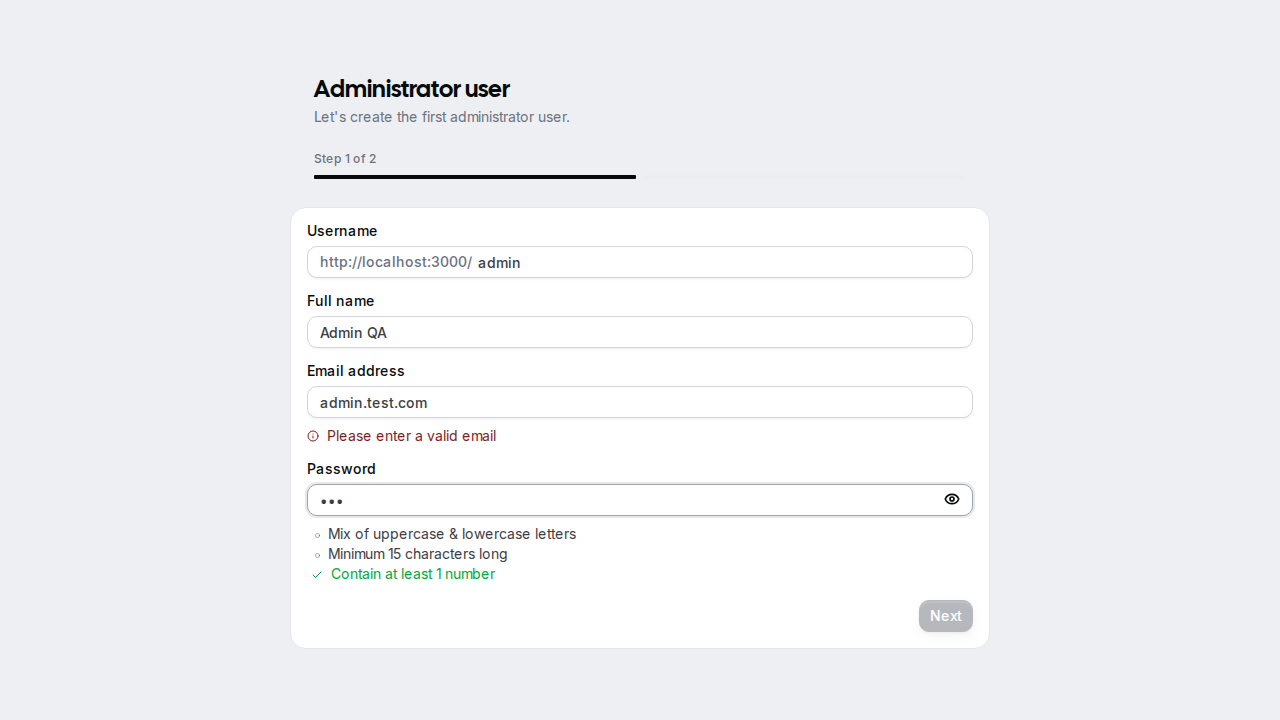 Administrator user
Let's create the first administrator user.
Step 1 of 2
Username
http://localhost:3000/ admin
Full name
Admin QA
Email address
admin.test.com
Please enter a valid email
Password
•••
Mix of uppercase & lowercase letters
Minimum 15 characters long
Contain at least 1 number
Next